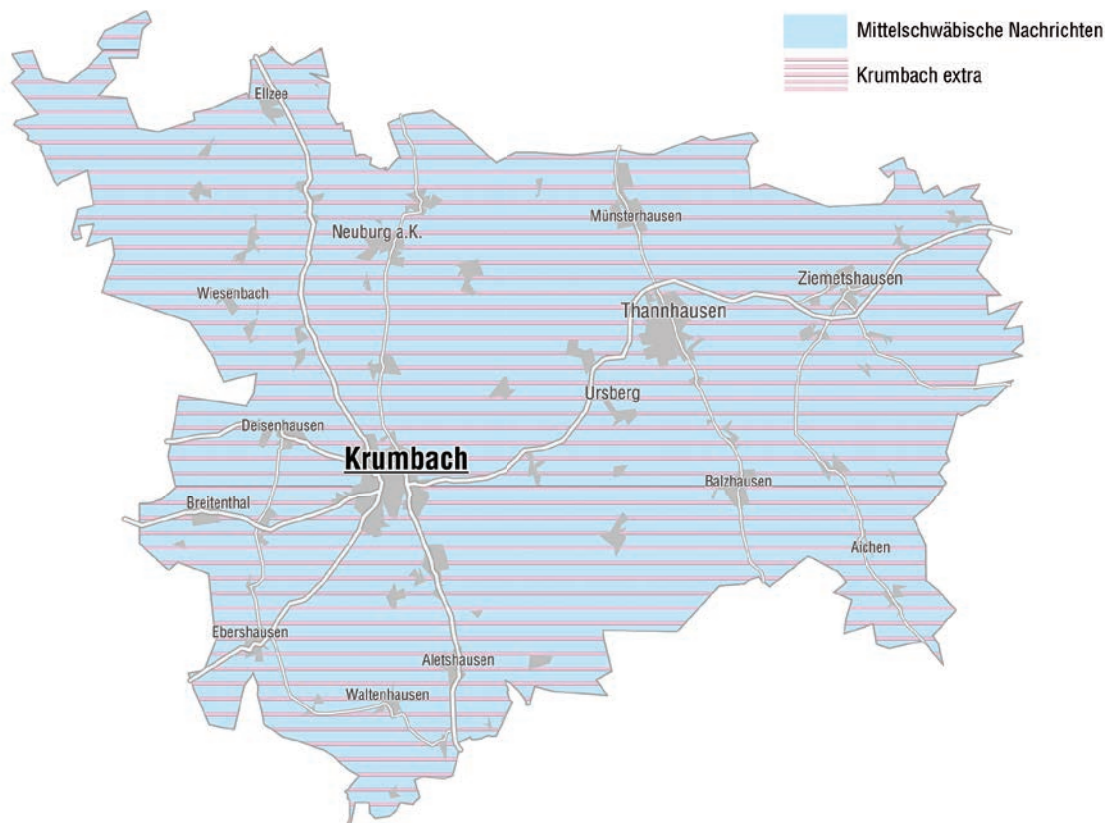 Mittelschwäbische Nachrichten
Krumbach extra
Ellzee
Münsterhausen
Neuburg a.K.
Ziemetshausen
Wiesenbach
Thannhausen
Ursberg
Deisenhausen
Krumbach
Balzhausen
Breitenthal
Aichen
Ebershausen
Aletshausen
Waltenhausen